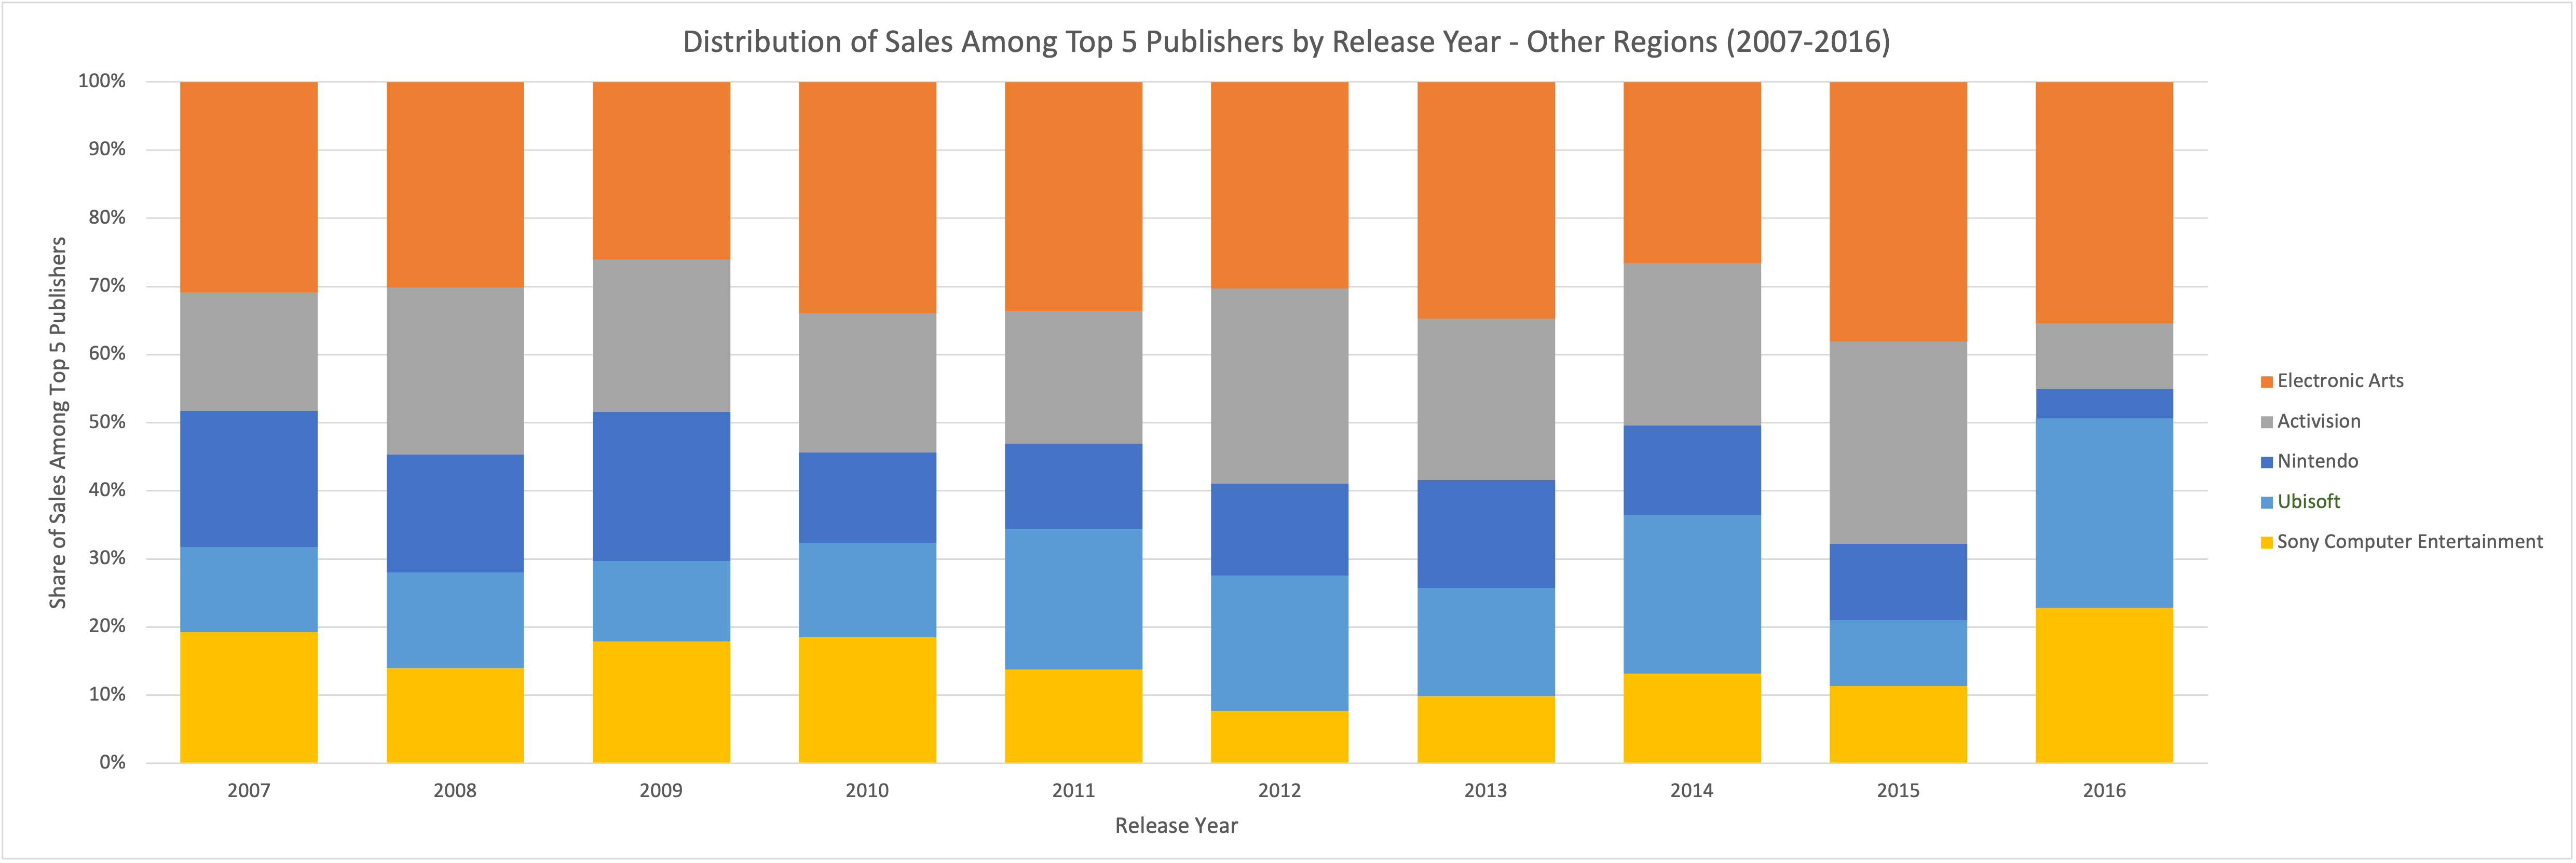 Distribution of Sales Among Top 5 Publishers by Release Year - Other Regions (2007-2016)
Share of Sales Among Top 5 Publishers
100%
90%
80%
70%
60%
50%
40%
30%
20%
10%
0%
2007 2008 2009 2010 2011 2012 2013 2014 2015 2016
Release Year
Electronic Arts
Activision
Nintendo
Ubisoft
Sony Computer Entertainment